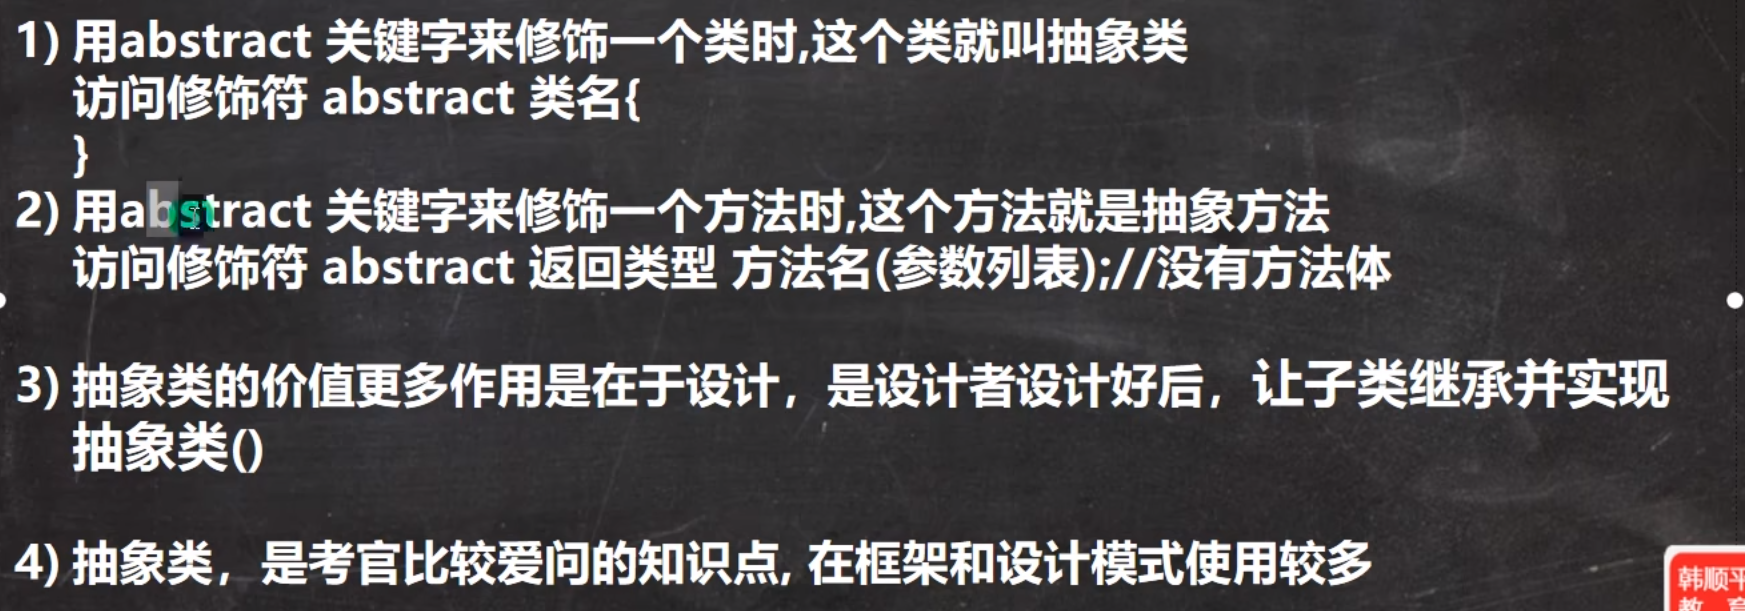 1) 用abstract 关键字来修饰一个类时,这个类就叫抽象类
访问修饰符 abstract 类名{
}
2) 用abstract 关键字来修饰一个方法时,这个方法就是抽象方法
访问修饰符 abstract 返回类型 方法名(参数列表);//没有方法体
3) 抽象类的价值更多作用是在于设计，是设计者设计好后，让子类继承并实现
抽象类()
4) 抽象类，是考官比较爱问的知识点, 在框架和设计模式使用较多
韩顺平
教 育